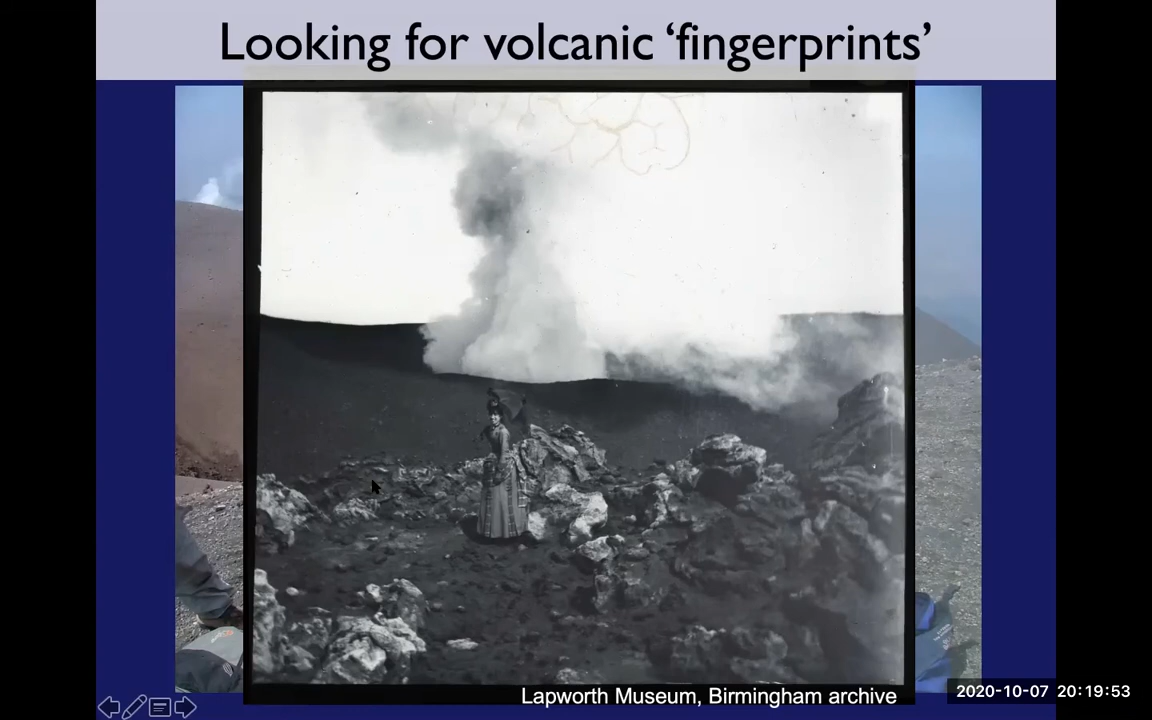 Looking for volcanic ‘fingerprints’
Lapworth Museum, Birmingham archive
2020-10-07 20:19:53